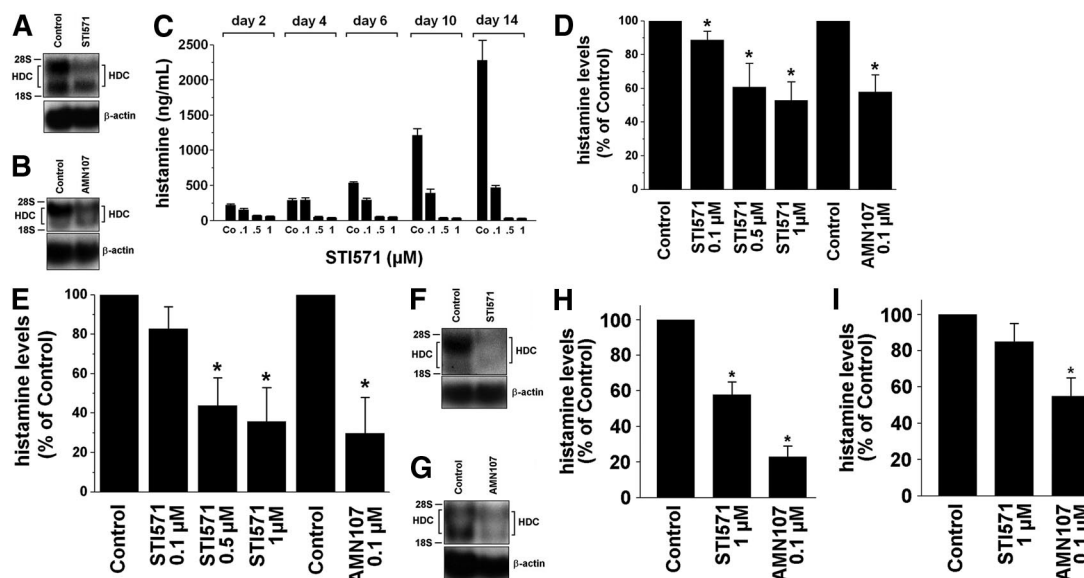 A
Control
STI571
28S
HDC
HDC
18S
β-actin
B
Control
AMN107
28S
HDC
HDC
18S
β-actin
C
day 2 day 4 day 6 day 10 day 14
histamine (ng/mL)
2500
2000
1500
1000
500
0
Co .1 .5 1 Co .1 .5 1 Co .1 .5 1 Co .1 .5 1 Co .1 .5 1
STI571 (µM)
D
histamine levels
(% of Control)
100
80
60
40
20
0
* * * *
Control
STI571
0.1 µM
STI571
0.5 µM
STI571
1 µM
Control
AMN107
0.1 µM
E
histamine levels
(% of Control)
100
80
60
40
20
0
* * *
Control
STI571
0.1 µM
STI571
0.5 µM
STI571
1µM
Control
AMN107
0.1 µM
F
Control
STI571
28S
HDC
HDC
18S
β-actin
G
Control
AMN107
28S
HDC
HDC
18S
β-actin
H
histamine levels
(% of Control)
100
80
60
40
20
0
* *
Control
STI571
1 µM
AMN107
0.1 µM
I
histamine levels
(% of Control)
100
80
60
40
20
0
*
Control
STI571
1 µM
AMN107
0.1 µM